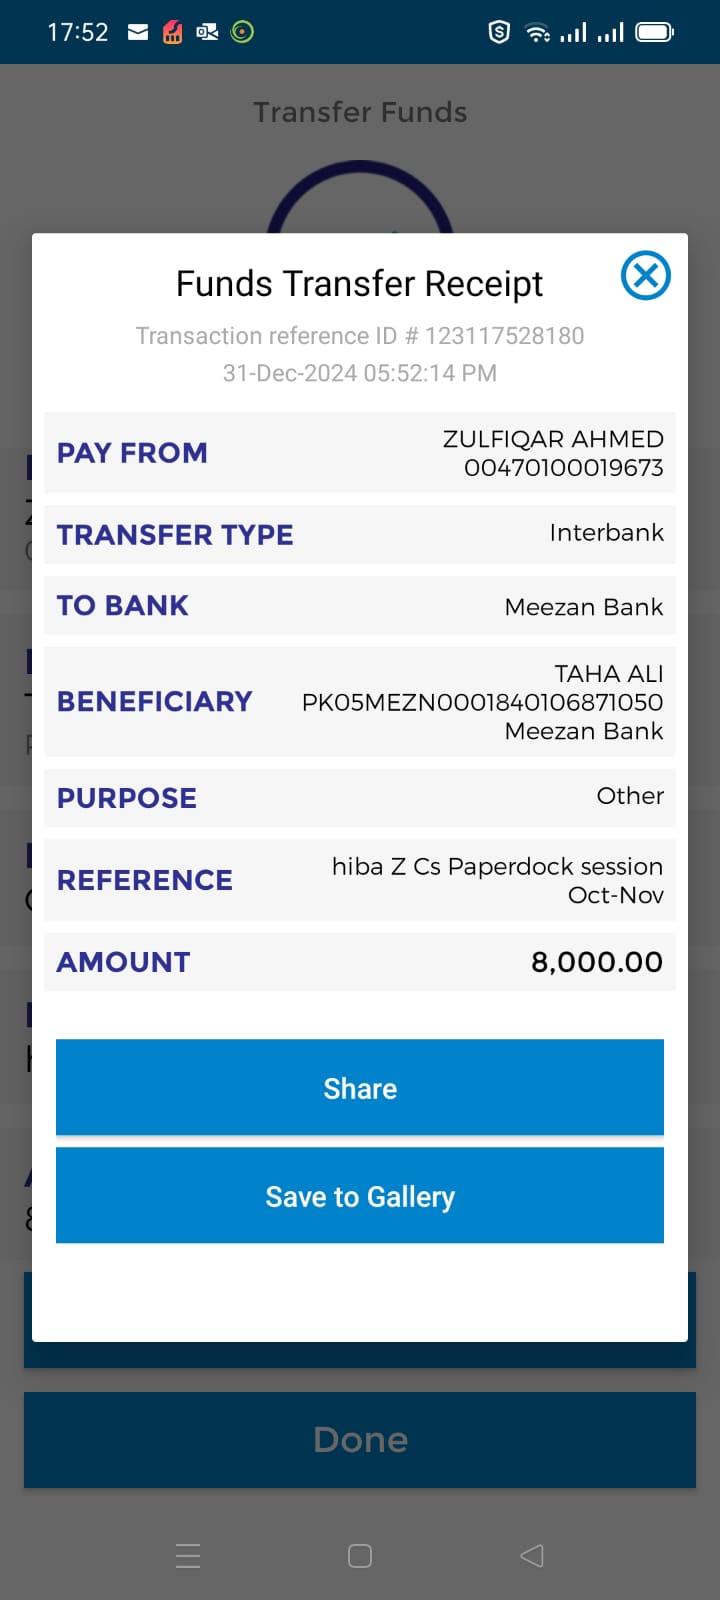 17:52
Transfer Funds
Funds Transfer Receipt
Transaction reference ID # 123117528180
31-Dec-2024 05:52:14 PM
PAY FROM
ZULFIQAR AHMED
00470100019673
TRANSFER TYPE
Interbank
TO BANK
Meezan Bank
BENEFICIARY
TAHA ALI
PK05MEZN0001840106871050
Meezan Bank
PURPOSE
Other
REFERENCE
hiba Z Cs Paperdock session
Oct-Nov
AMOUNT
8,000.00
Share
Save to Gallery
Done